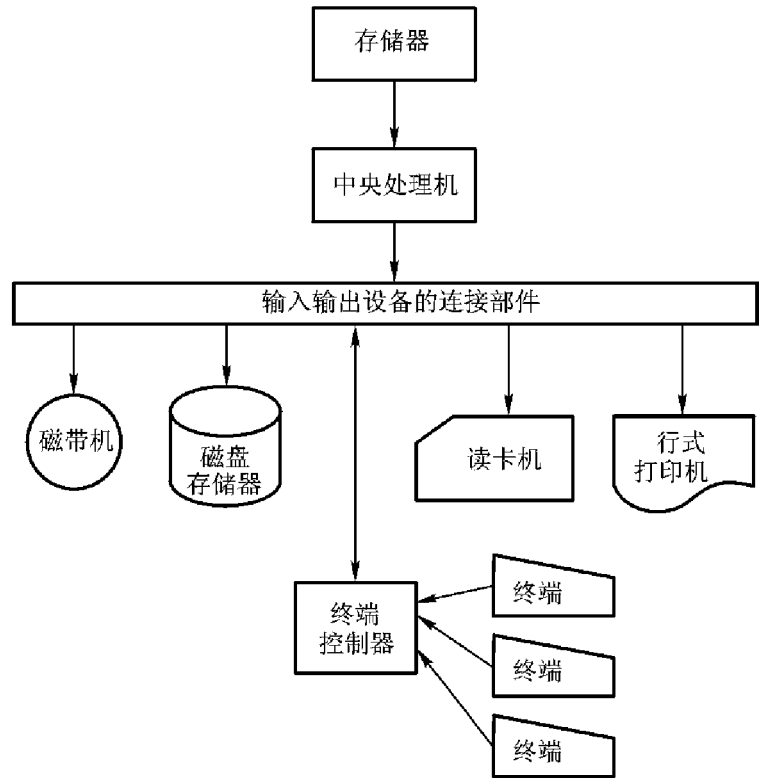 存储器
中央处理机
输入输出设备的连接部件
磁带机
磁盘
存储器
读卡机
行式
打印机
终端
控制器
终端
终端
终端